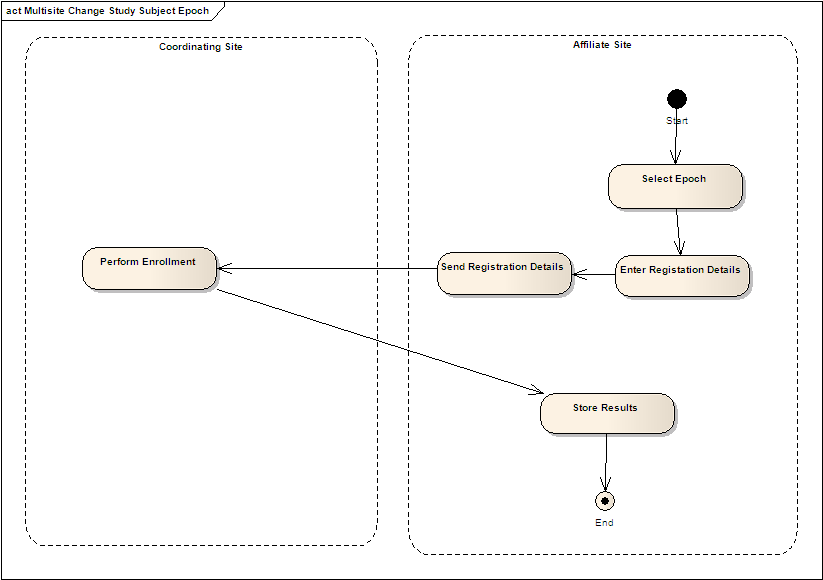 act Multisite Change Study Subject Epoch
Coordinating Site
Affiliate Site
Start
Select Epoch
Perform Enrollment
Send Registration Details
Enter Registation Details
Store Results
End